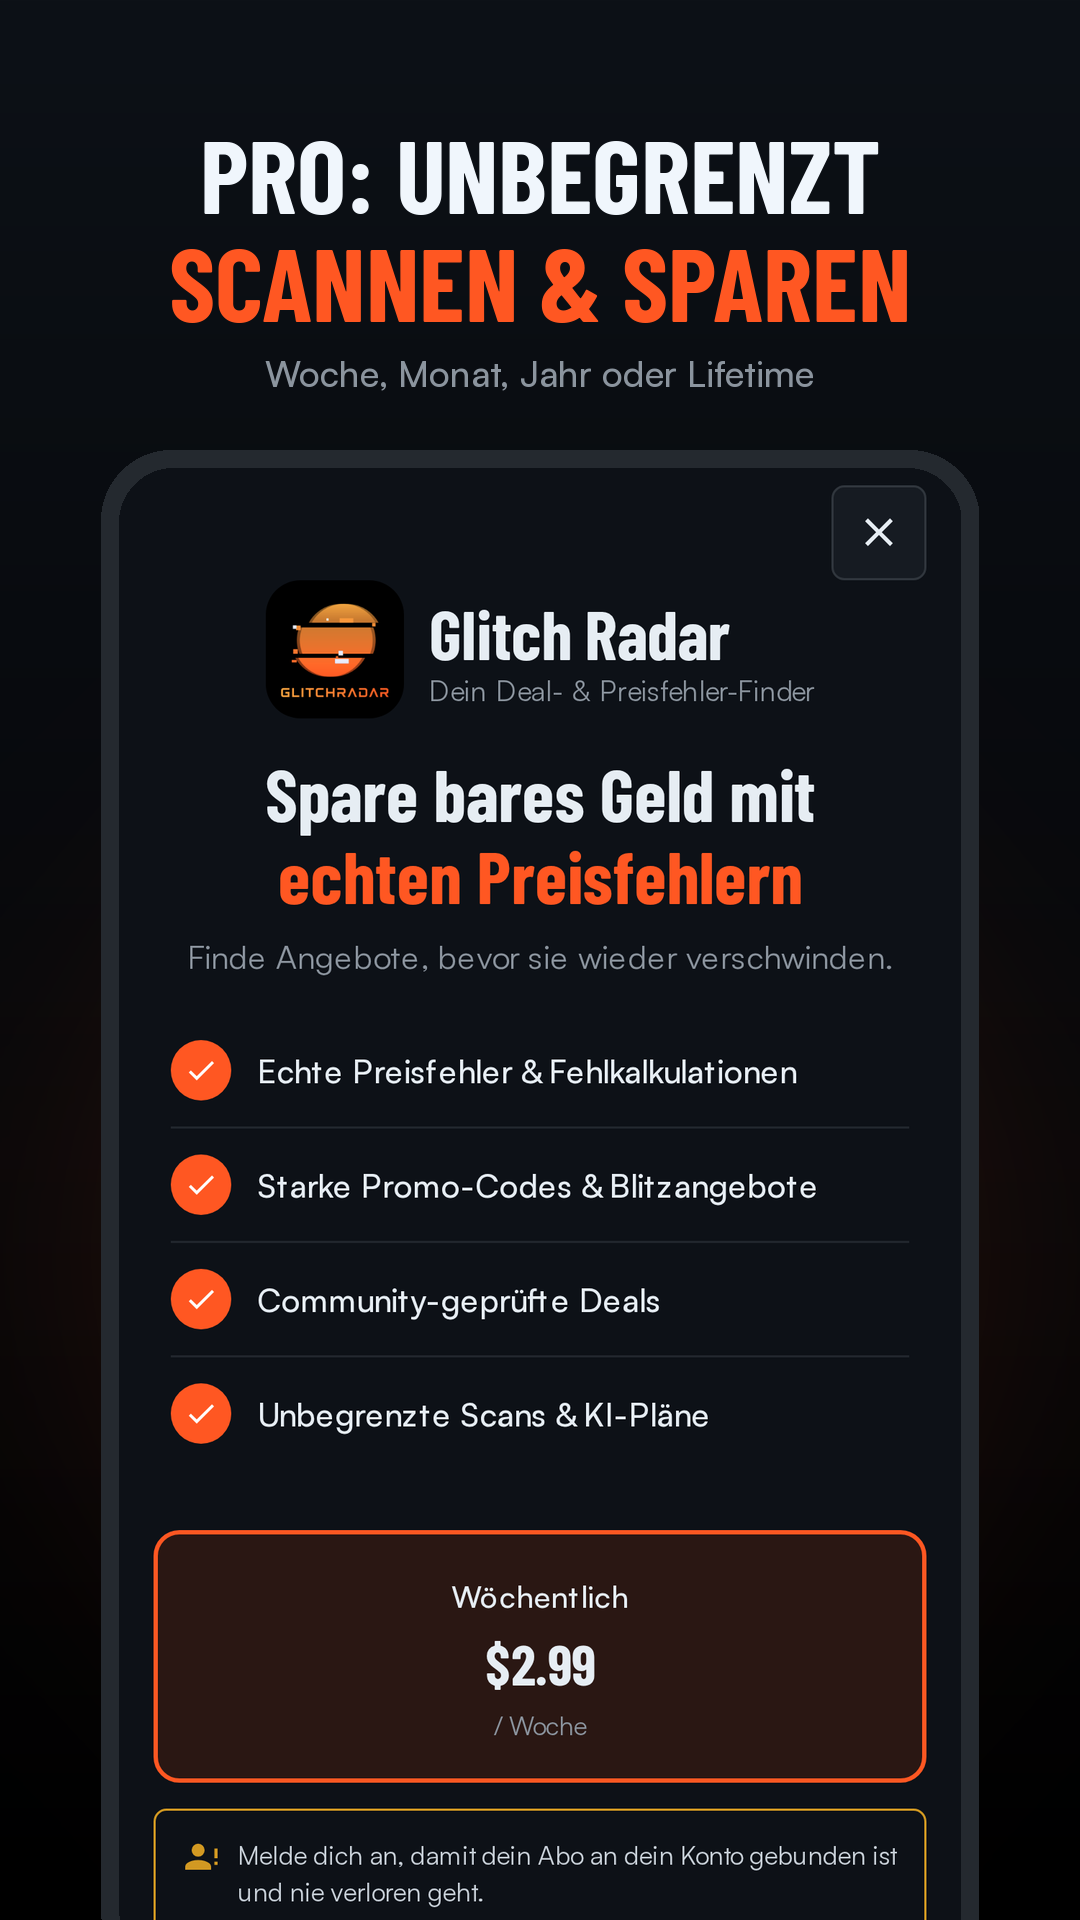 PRO: UNBEGRENZT
SCANNEN & SPAREN
Woche, Monat, Jahr oder Lifetime
GLITCHRADAR
Glitch Radar
Dein Deal- & Preisfehler-Finder
Spare bares Geld mit
echten Preisfehlern
Finde Angebote, bevor sie wieder verschwinden.
Echte Preisfehler & Fehlkalkulationen
Starke Promo-Codes & Blitzangebote
Community-geprüfte Deals
Unbegrenzte Scans & KI-Pläne
Wöchentlich
$2.99
/ Woche
Melde dich an, damit dein Abo an dein Konto gebunden ist
und nie verloren geht.